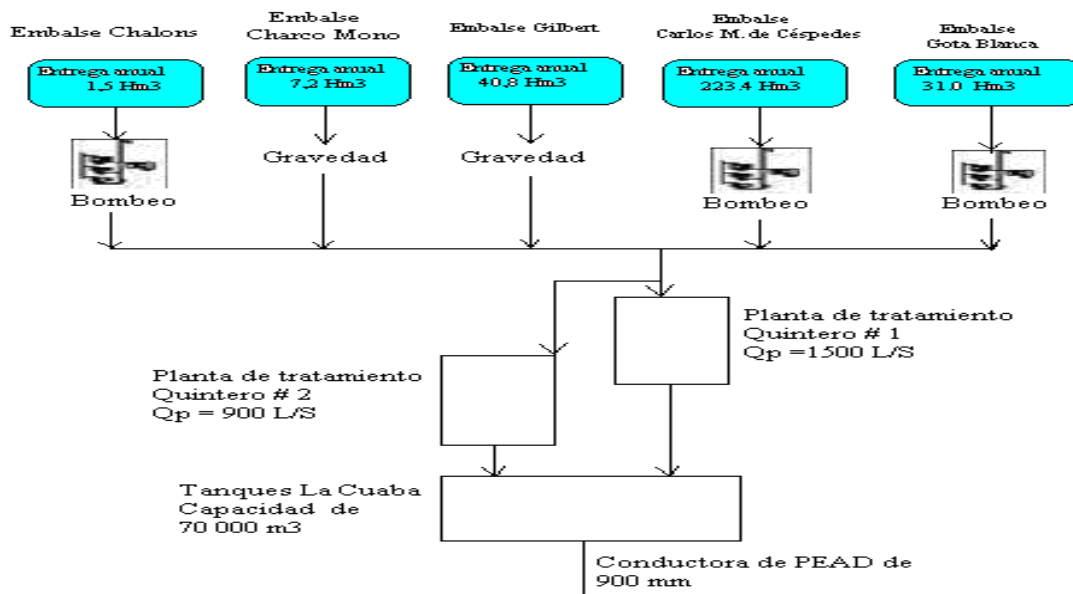 Embalse Chalons
Embalse
Charco Mono
Embalse Gilbert
Embalse
Carlos M. de Céspedes
Embalse
Gota Blanca
Entrega anual
1,5 Hm3
Entrega anual
7,2 Hm3
Entrega anual
40,8 Hm3
Entrega anual
223.4 Hm3
Entrega anual
31.0 Hm3
Bombeo
Gravedad
Gravedad
Bombeo
Bombeo
Planta de tratamiento
Quintero # 1
Qp =1500 L/S
Planta de tratamiento
Quintero # 2
Qp = 900 L/S
Tanques La Cuaba
Capacidad de
70 000 m3
Conductora de PEAD de
900 mm